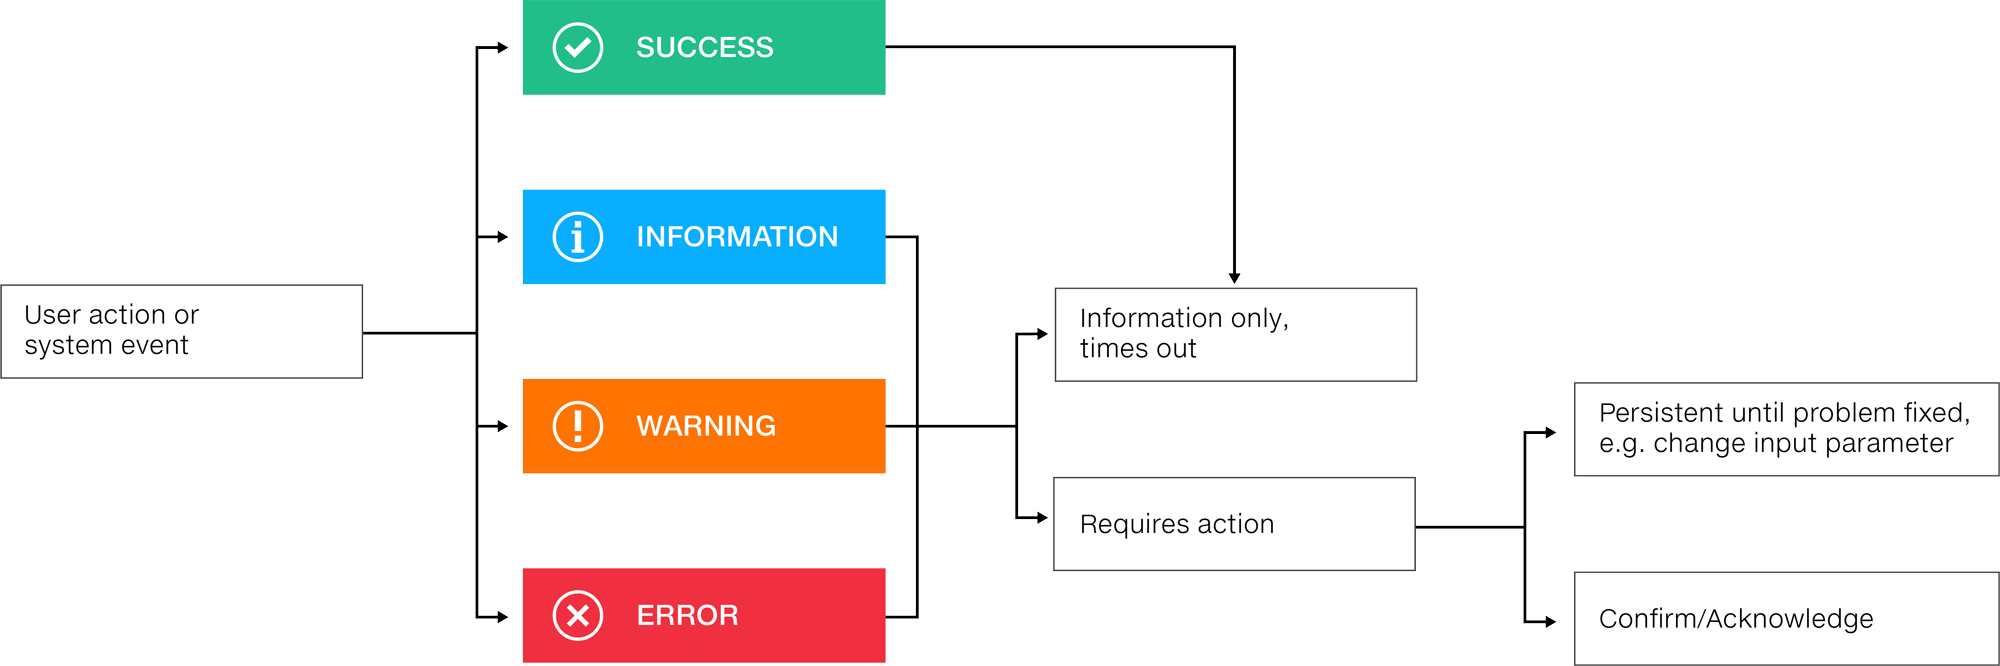 SUCCESS
INFORMATION
User action or
system event
Information only,
times out
WARNING
Persistent until problem fixed,
e.g. change input parameter
Requires action
ERROR
Confirm/Acknowledge